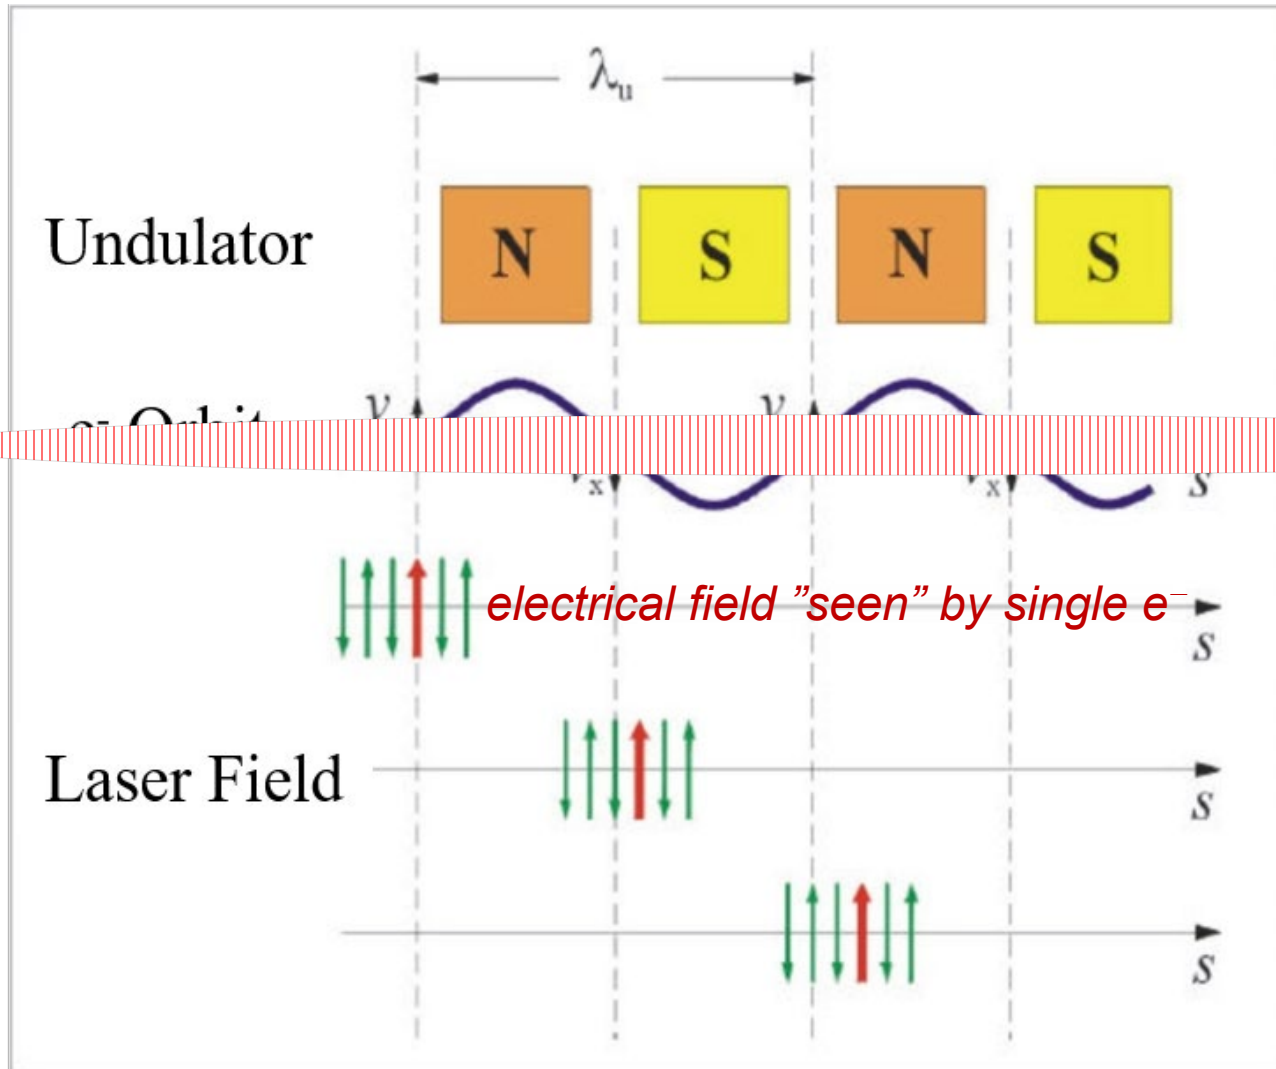 λu
Undulator N S N S
s
electrical field ”seen” by single e−
s
Laser Field
s
s